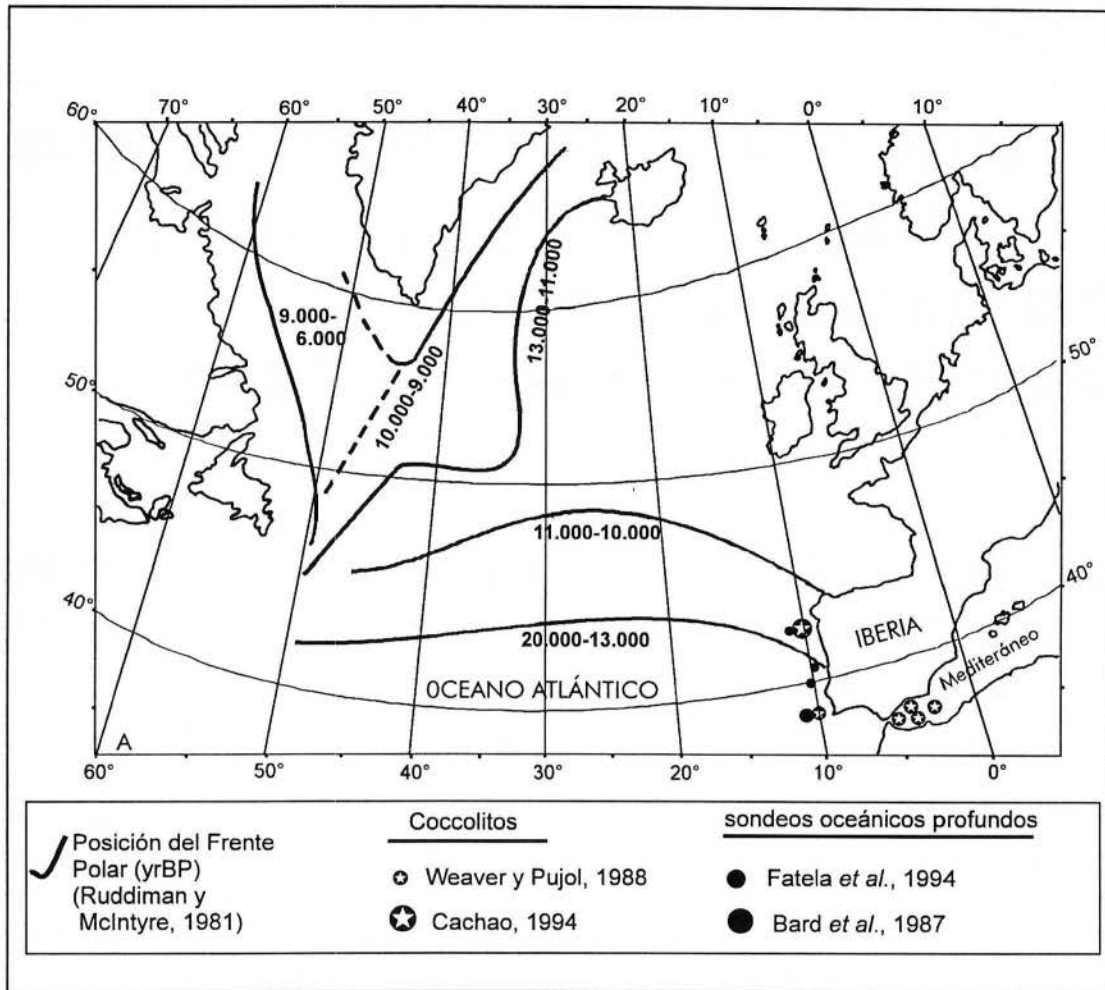 70° 60° 50° 40° 30° 20° 10° 0° 10°
60°
9.000-
6.000
10.000-9.000
13.000-11.000
50°
50°
11.000-10.000
40°
40°
20.000-13.000
IBERIA
Mediteráneo
OCEANO ATLÁNTICO
A
60° 50° 40° 30° 20° 10° 0°
Posición del Frente
Polar (yrBP)
(Ruddiman y
McIntyre, 1981)
Coccolitos
Weaver y Pujol, 1988
Cachao, 1994
sondeos oceánicos profundos
Fatela et al., 1994
Bard et al., 1987